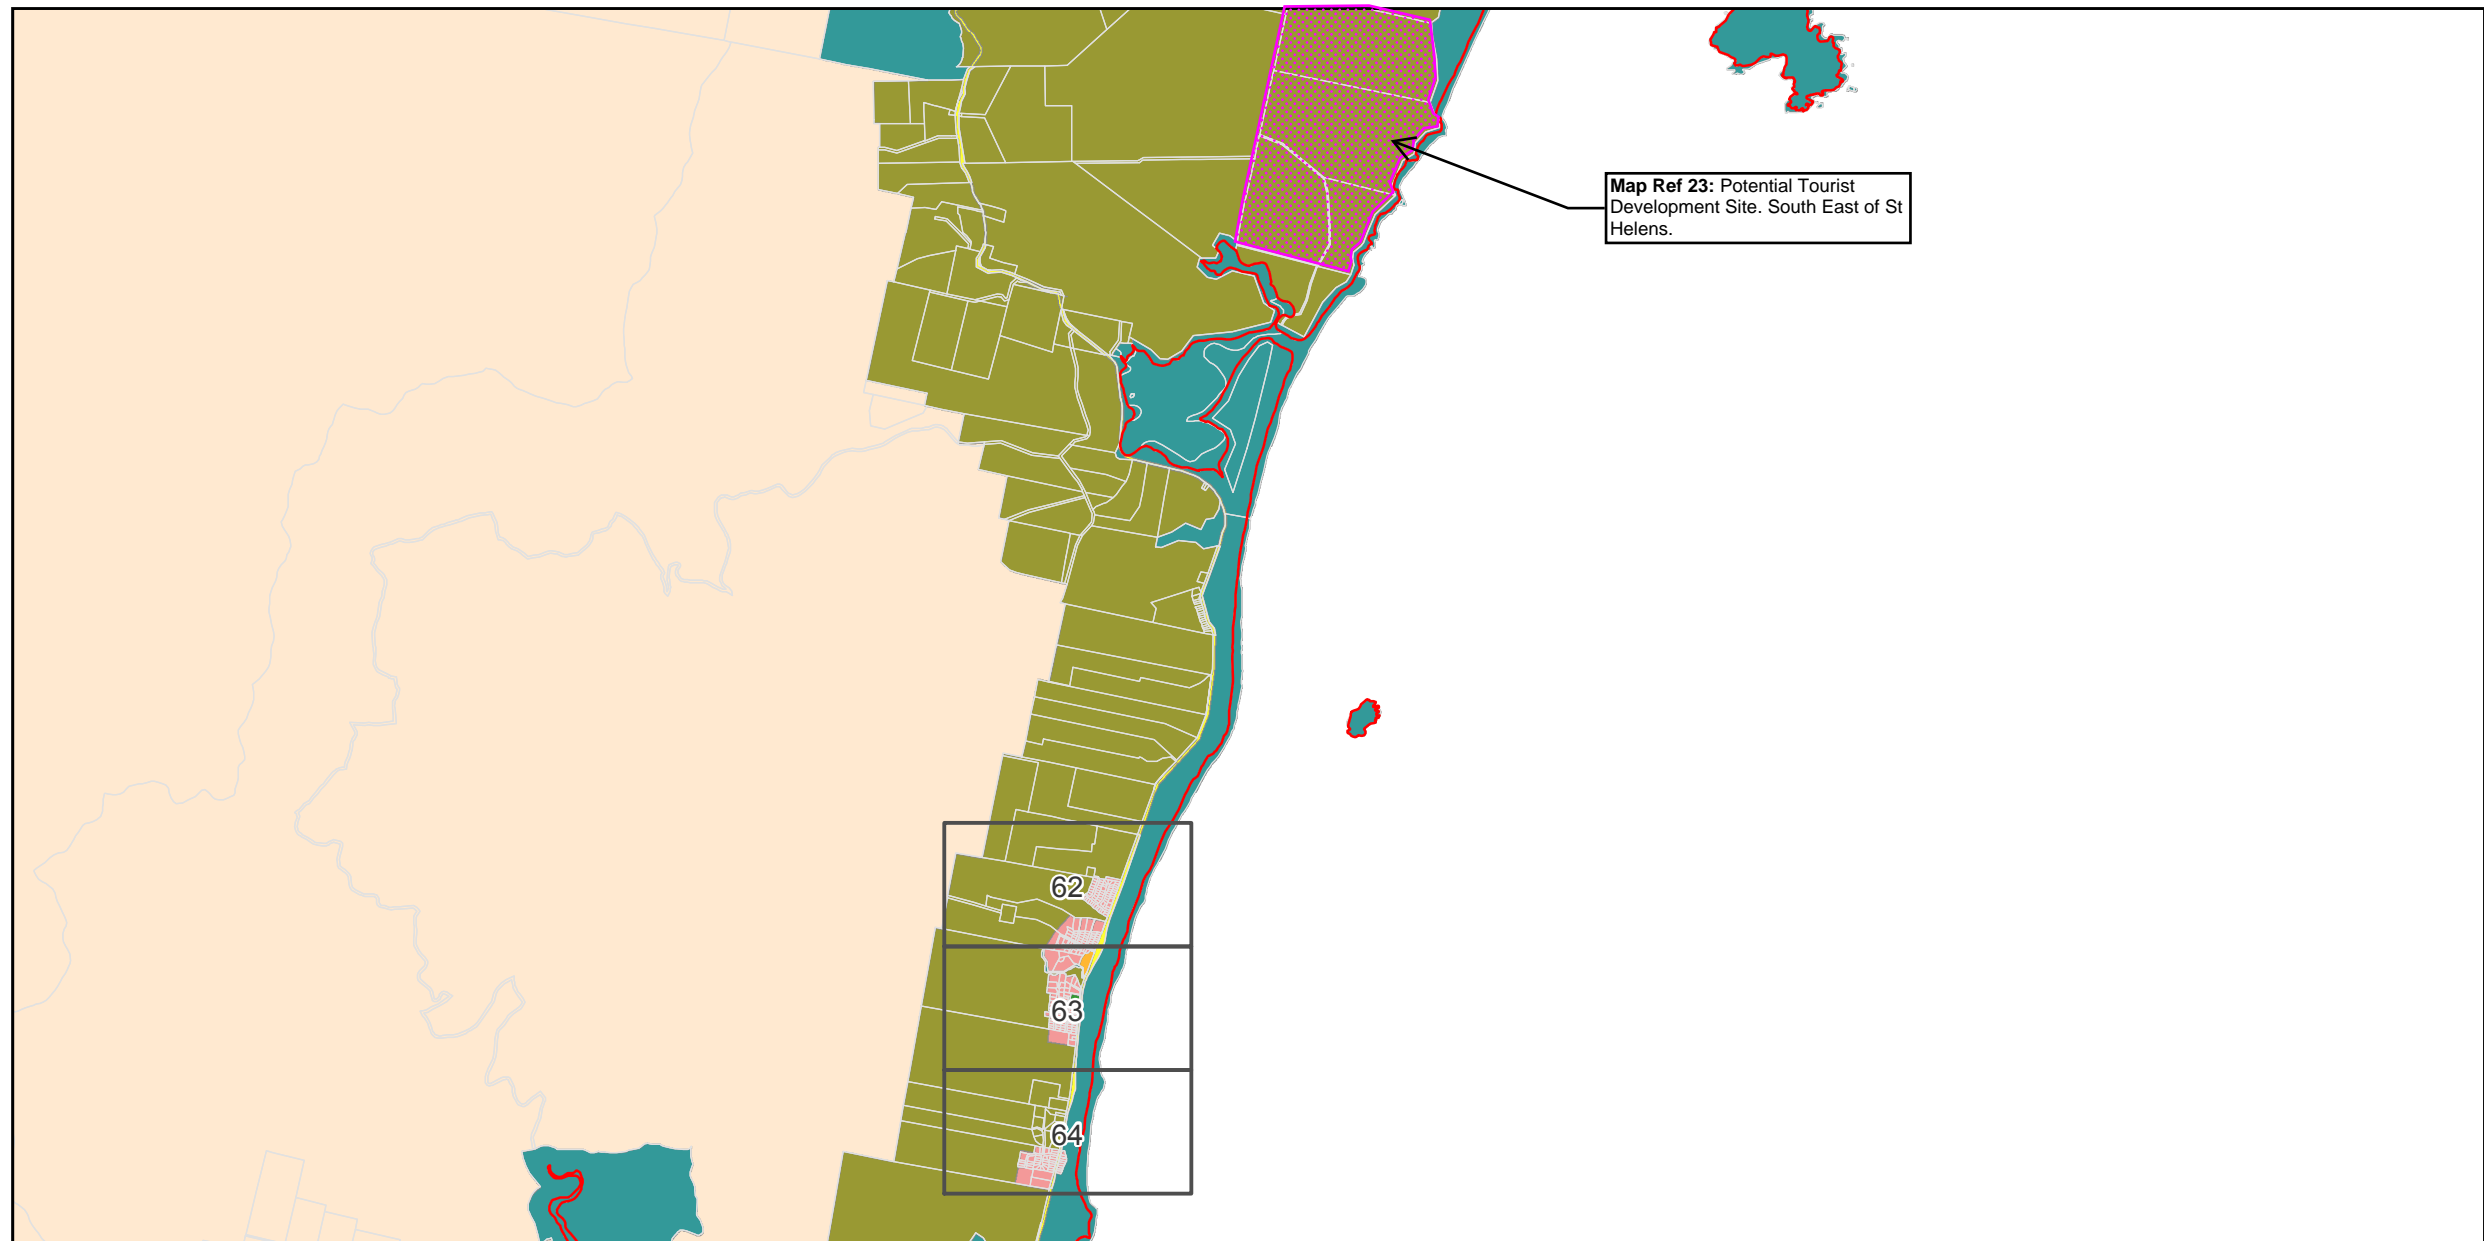 Map Ref 23: Potential Tourist
Development Site. South East of St
Helens.
62
63
64